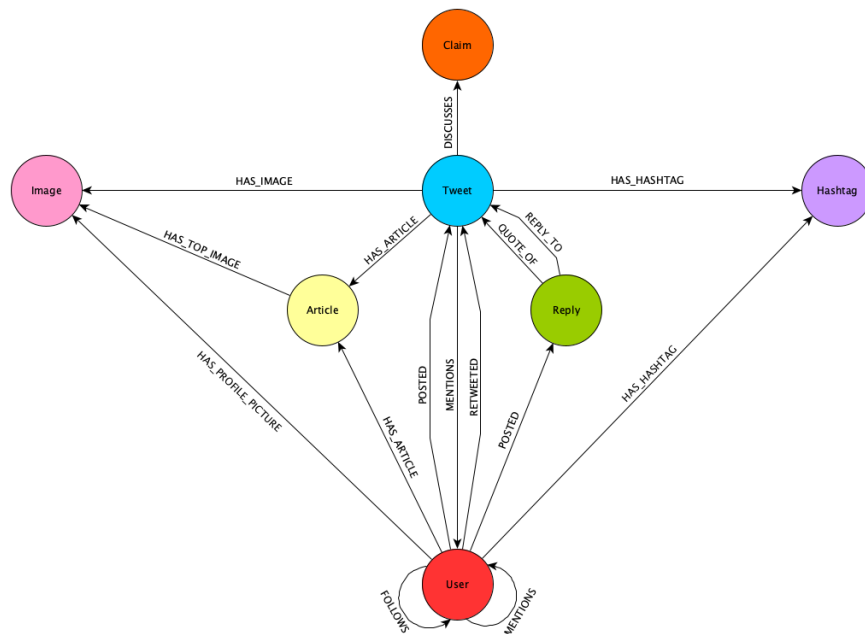 Claim
DISCUSSES
Image
HAS_IMAGE
Tweet
HAS_HASHTAG
Hashtag
HAS_TOP_IMAGE
HAS_ARTICLE
QUOTE_OF
REPLY_TO
Article
Reply
HAS_PROFILE_PICTURE
HAS_ARTICLE
POSTED
MENTIONS
RETWEETED
POSTED
HAS_HASHTAG
User
FOLLOWS
MENTIONS